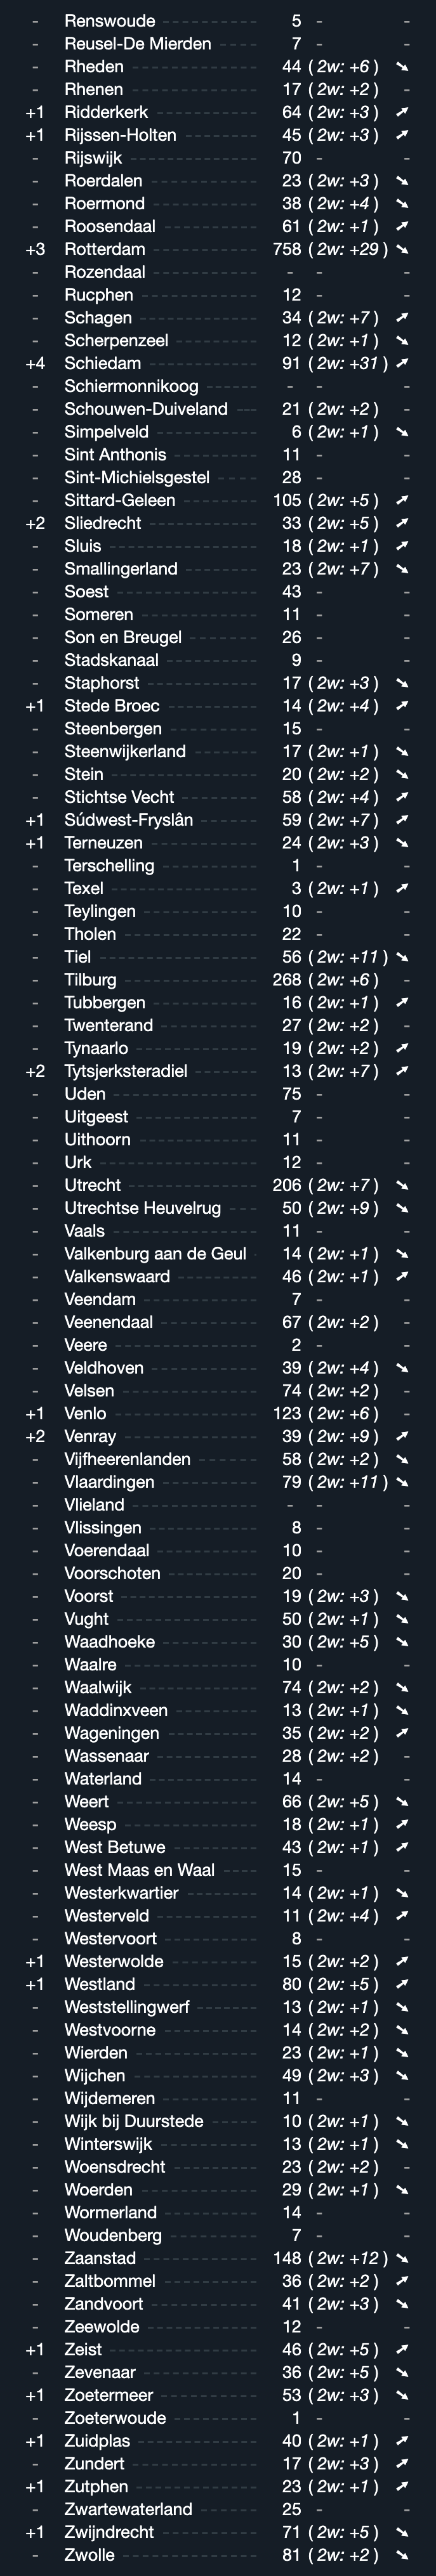 - Renswoude 5 - -
- Reusel-De Mierden 7 - -
- Rheden 44 (2w: +6) ➘
- Rhenen 17 (2w: +2) -
+1 Ridderkerk 64 (2w: +3) ➚
+1 Rijssen-Holten 45 (2w: +3) ➚
- Rijswijk 70 - -
- Roerdalen 23 (2w: +3) ➘
- Roermond 38 (2w: +4) ➘
- Roosendaal 61 (2w: +1) ➚
+3 Rotterdam 758 (2w: +29) ➘
- Rozendaal - - -
- Rucphen 12 - -
- Schagen 34 (2w: +7) ➚
- Scherpenzeel 12 (2w: +1) ➘
+4 Schiedam 91 (2w: +31) ➚
- Schiermonnikoog - - -
- Schouwen-Duiveland 21 (2w: +2) -
- Simpelveld 6 (2w: +1) ➘
- Sint Anthonis 11 - -
- Sint-Michielsgestel 28 - -
- Sittard-Geleen 105 (2w: +5) ➚
+2 Sliedrecht 33 (2w: +5) ➚
- Sluis 18 (2w: +1) ➚
- Smallingerland 23 (2w: +7) ➘
- Soest 43 - -
- Someren 11 - -
- Son en Breugel 26 - -
- Stadskanaal 9 - -
- Staphorst 17 (2w: +3) ➘
+1 Stede Broec 14 (2w: +4) ➚
- Steenbergen 15 - -
- Steenwijkerland 17 (2w: +1) ➘
- Stein 20 (2w: +2) ➘
- Stichtse Vecht 58 (2w: +4) ➚
+1 Súdwest-Fryslân 59 (2w: +7) ➚
+1 Terneuzen 24 (2w: +3) ➘
- Terschelling 1 - -
- Texel 3 (2w: +1) ➚
- Teylingen 10 - -
- Tholen 22 - -
- Tiel 56 (2w: +11) ➘
- Tilburg 268 (2w: +6) -
- Tubbergen 16 (2w: +1) ➚
- Twenterand 27 (2w: +2) -
- Tynaarlo 19 (2w: +2) ➚
+2 Tytsjerksteradiel 13 (2w: +7) ➚
- Uden 75 - -
- Uitgeest 7 - -
- Uithoorn 11 - -
- Urk 12 - -
- Utrecht 206 (2w: +7) ➘
- Utrechtse Heuvelrug 50 (2w: +9) ➘
- Vaals 11 - -
- Valkenburg aan de Geul 14 (2w: +1) ➘
- Valkenswaard 46 (2w: +1) ➚
- Veendam 7 - -
- Veenendaal 67 (2w: +2) -
- Veere 2 - -
- Veldhoven 39 (2w: +4) ➘
- Velsen 74 (2w: +2) -
+1 Venlo 123 (2w: +6) -
+2 Venray 39 (2w: +9) ➚
- Vijfheerenlanden 58 (2w: +2) ➘
- Vlaardingen 79 (2w: +11) ➘
- Vlieland - - -
- Vlissingen 8 - -
- Voerendaal 10 - -
- Voorschoten 20 - -
- Voorst 19 (2w: +3) ➘
- Vught 50 (2w: +1) ➘
- Waadhoeke 30 (2w: +5) ➘
- Waalre 10 - -
- Waalwijk 74 (2w: +2) ➘
- Waddinxveen 13 (2w: +1) ➘
- Wageningen 35 (2w: +2) ➚
- Wassenaar 28 (2w: +2) -
- Waterland 14 - -
- Weert 66 (2w: +5) ➘
- Weesp 18 (2w: +1) ➚
- West Betuwe 43 (2w: +1) ➚
- West Maas en Waal 15 - -
- Westerkwartier 14 (2w: +1) ➘
- Westerveld 11 (2w: +4) ➚
- Westervoort 8 - -
+1 Westerwolde 15 (2w: +2) ➚
+1 Westland 80 (2w: +5) ➚
- Weststellingwerf 13 (2w: +1) ➘
- Westvoorne 14 (2w: +2) ➘
- Wierden 23 (2w: +1) ➘
- Wijchen 49 (2w: +3) ➘
- Wijdemeren 11 - -
- Wijk bij Duurstede 10 (2w: +1) ➘
- Winterswijk 13 (2w: +1) ➘
- Woensdrecht 23 (2w: +2) -
- Woerden 29 (2w: +1) ➘
- Wormerland 14 - -
- Woudenberg 7 - -
- Zaanstad 148 (2w: +12) ➘
- Zaltbommel 36 (2w: +2) ➚
- Zandvoort 41 (2w: +3) ➘
- Zeewolde 12 - -
+1 Zeist 46 (2w: +5) ➚
- Zevenaar 36 (2w: +5) ➘
+1 Zoetermeer 53 (2w: +3) ➘
- Zoeterwoude 1 - -
+1 Zuidplas 40 (2w: +1) ➚
- Zundert 17 (2w: +3) ➚
+1 Zutphen 23 (2w: +1) ➚
- Zwartewaterland 25 - -
+1 Zwijndrecht 71 (2w: +5) ➘
- Zwolle 81 (2w: +2) ➘